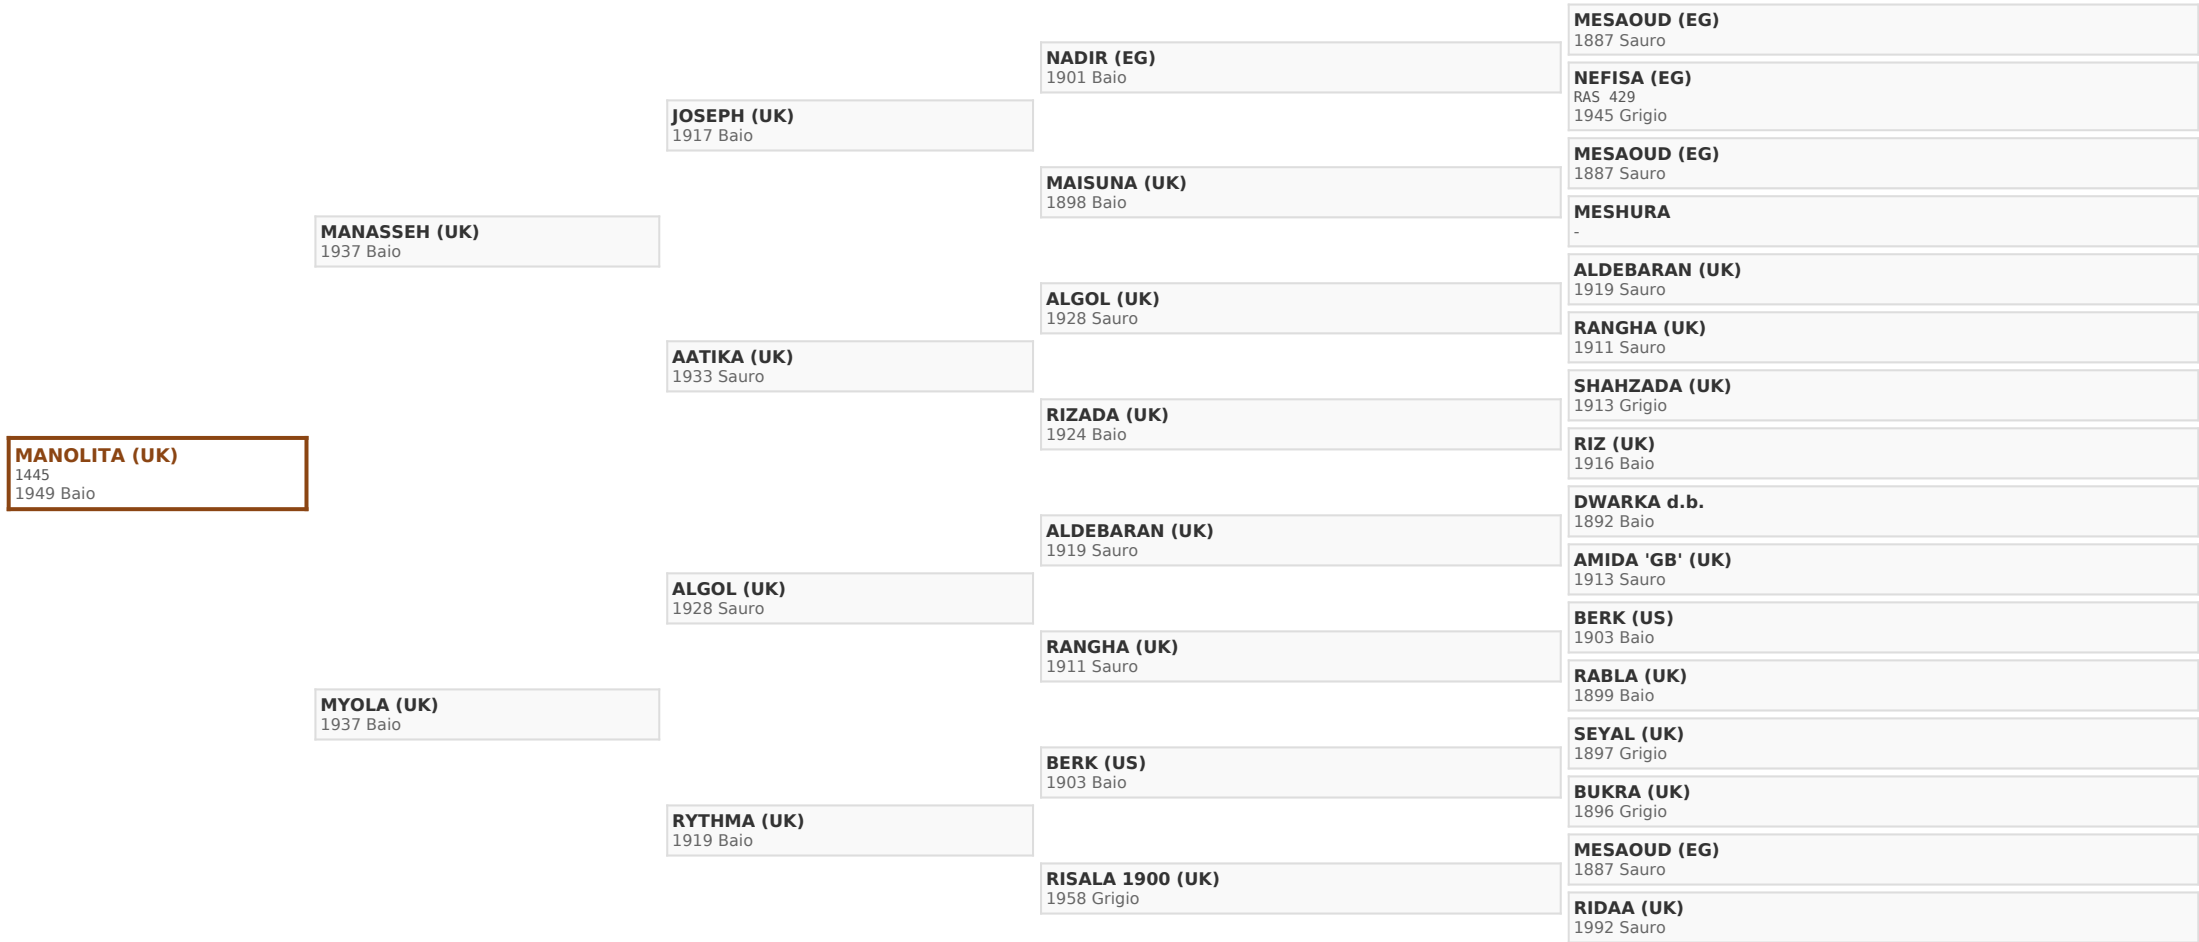 MANOLITA (UK)
1445
1949 Baio
MANASSEH (UK)
1937 Baio
MYOLA (UK)
1937 Baio
JOSEPH (UK)
1917 Baio
AATIKA (UK)
1933 Sauro
ALGOL (UK)
1928 Sauro
RYTHMA (UK)
1919 Baio
NADIR (EG)
1901 Baio
MAISUNA (UK)
1898 Baio
ALGOL (UK)
1928 Sauro
RIZADA (UK)
1924 Baio
ALDEBARAN (UK)
1919 Sauro
RANGHA (UK)
1911 Sauro
BERK (US)
1903 Baio
RISALA 1900 (UK)
1958 Grigio
MESAOUD (EG)
1887 Sauro
NEFISA (EG)
RAS 429
1945 Grigio
MESAOUD (EG)
1887 Sauro
MESHURA
-
ALDEBARAN (UK)
1919 Sauro
RANGHA (UK)
1911 Sauro
SHAHZADA (UK)
1913 Grigio
RIZ (UK)
1916 Baio
DWARKA d.b.
1892 Baio
AMIDA 'GB' (UK)
1913 Sauro
BERK (US)
1903 Baio
RABLA (UK)
1899 Baio
SEYAL (UK)
1897 Grigio
BUKRA (UK)
1896 Grigio
MESAOUD (EG)
1887 Sauro
RIDAA (UK)
1992 Sauro